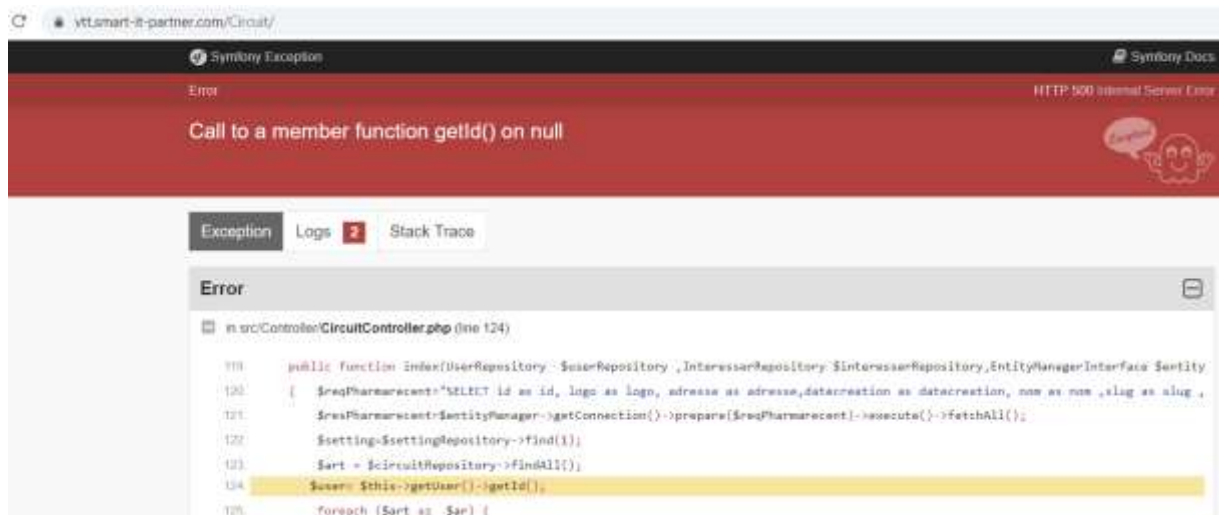 vtt.smart-it-partner.com/Circuit/
Symfony Exception
Symfony Docs
Error
HTTP 500 Internal Server Error
Call to a member function getId() on null
Exception
Exception Logs 2 Stack Trace
Error
in src/Controller/CircuitController.php (line 124)
119. public function index(UserRepository $userRepository ,InteresserRepository $interesserRepository,EntityManagerInterface $entity
120. { $reqPharmarecent="SELECT id as id, logo as logo, adresse as adresse,datecreation as datecreation, nom as nom ,slug as slug ,
121. $resPharmarecent=$entityManager->getConnection()->prepare($reqPharmarecent)->execute()->fetchAll();
122. $setting=$settingRepository->find(1);
123. $art = $circuitRepository->findAll();
124. $user= $this->getUser()->getId();
125. foreach ($art as $ar) {